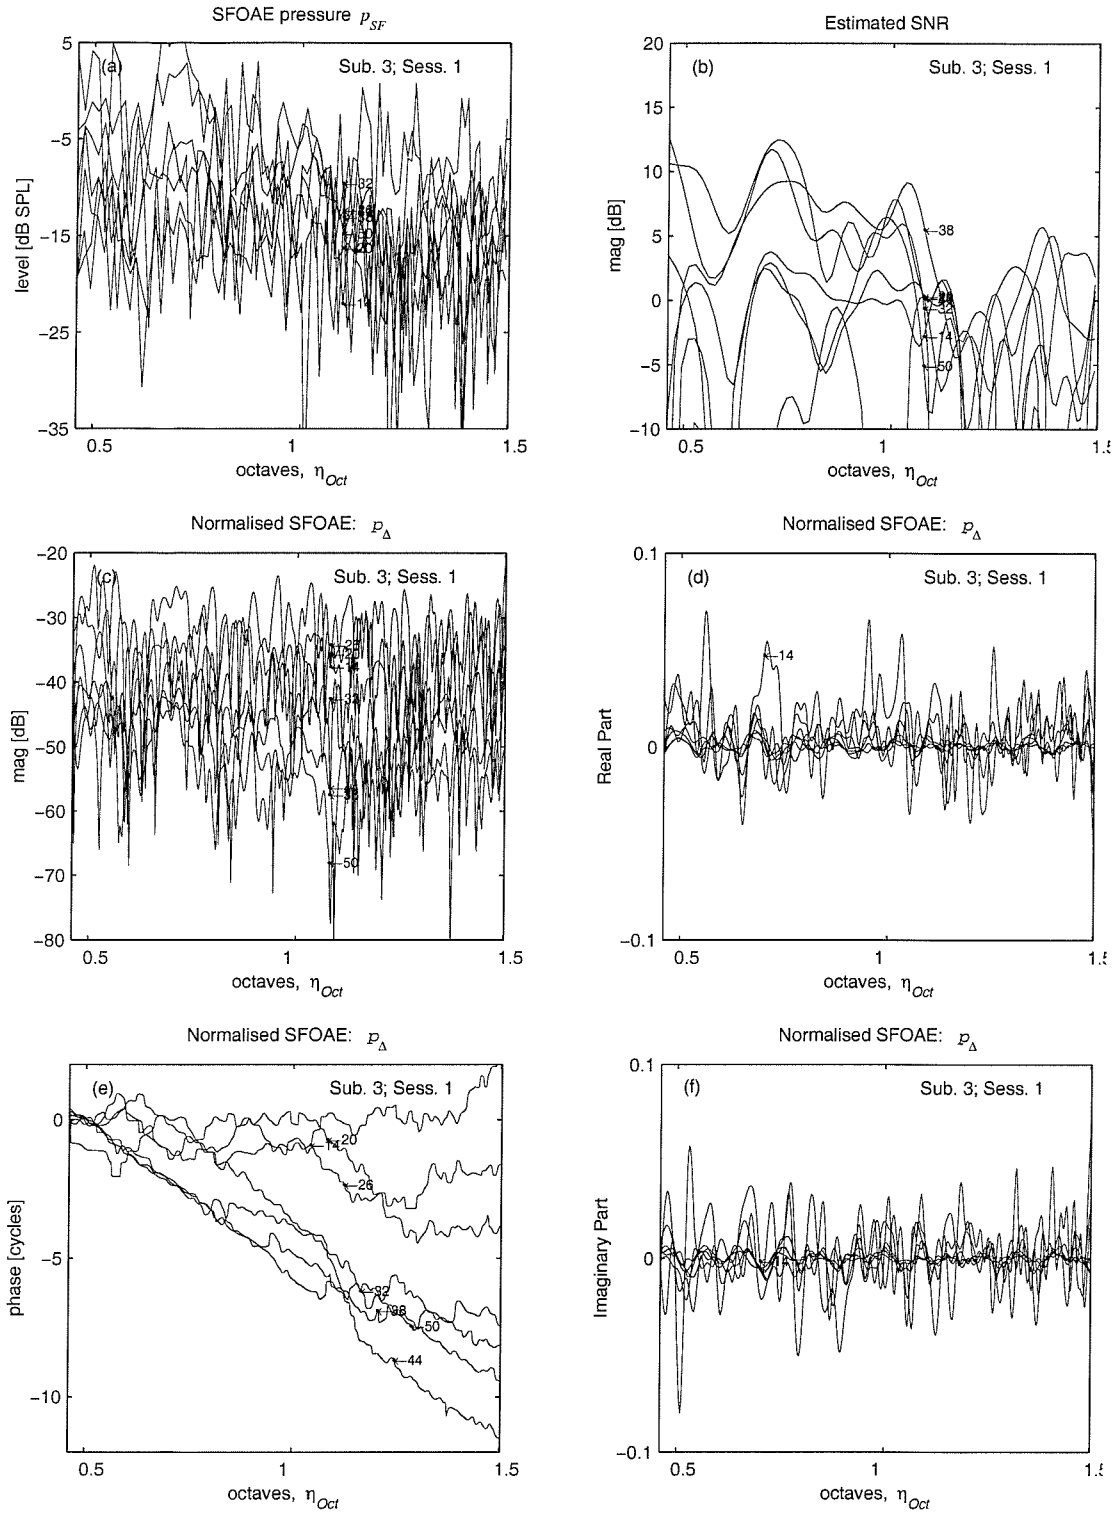 SFOAE pressure p_SF
Estimated SNR
(a)
Sub. 3; Sess. 1
5
−5
−15
−25
−35
level [dB SPL]
32
0.5
1
1.5
octaves, η_Oct
(b)
Sub. 3; Sess. 1
20
15
10
5
0
−5
−10
mag [dB]
38
32
14
50
0.5
1
octaves, η_Oct
Normalised SFOAE: p_Δ
Normalised SFOAE: p_Δ
(c)
Sub. 3; Sess. 1
−20
−30
−40
−50
−60
−70
−80
mag [dB]
50
0.5
1
1.5
octaves, η_Oct
(d)
Sub. 3; Sess. 1
0.1
0
−0.1
Real Part
14
0.5
1
octaves, η_Oct
Normalised SFOAE: p_Δ
Normalised SFOAE: p_Δ
(e)
Sub. 3; Sess. 1
0
−5
−10
phase [cycles]
20
14
26
32
38
50
44
0.5
1
1.5
octaves, η_Oct
(f)
Sub. 3; Sess. 1
0.1
0
−0.1
Imaginary Part
0.5
1
octaves, η_Oct